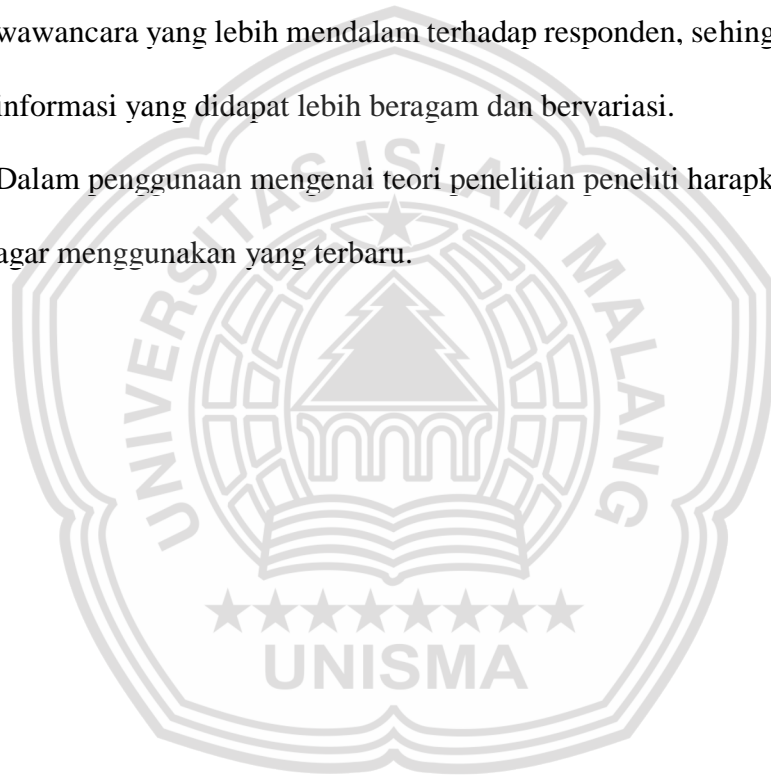 wawancara yang lebih mendalam terhadap responden, sehing
informasi yang didapat lebih beragam dan bervariasi.
Dalam penggunaan mengenai teori penelitian peneliti harapk
agar menggunakan yang terbaru.
UNIVERSITAS ISLAM MALANG
UNISMA